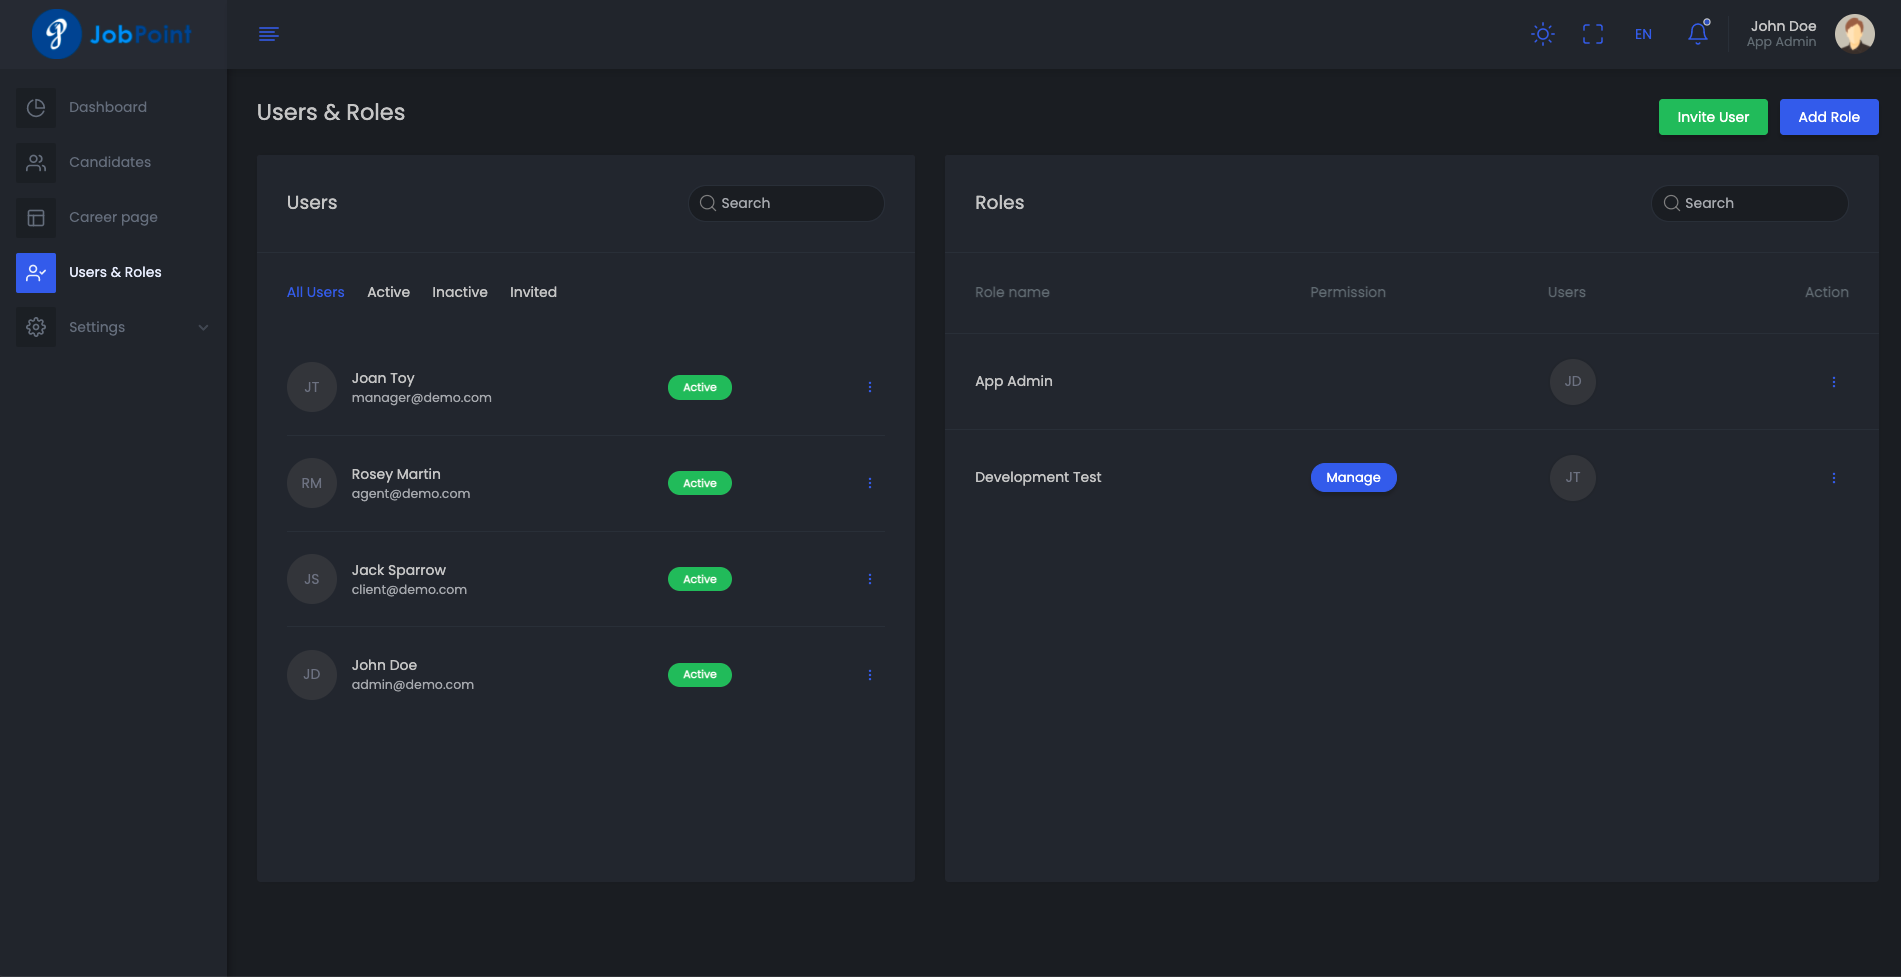 JobPoint
EN
John Doe
App Admin
Dashboard
Candidates
Career page
Users & Roles
Settings
Users & Roles
Invite User
Add Role
Users
Search
All Users Active Inactive Invited
JT
Joan Toy
manager@demo.com
Active
RM
Rosey Martin
agent@demo.com
Active
JS
Jack Sparrow
client@demo.com
Active
JD
John Doe
admin@demo.com
Active
Roles
Search
Role name Permission Users Action
App Admin JD
Development Test Manage JT